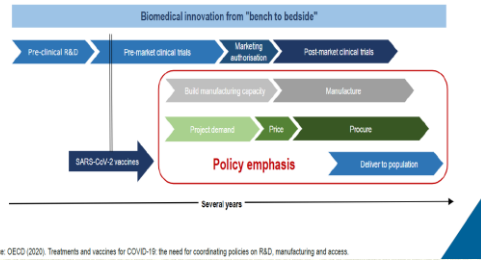 Biomedical innovation from "bench to bedside"
Pre-clinical R&D
Pre-market clinical trials
Marketing
authorisation
Post-market clinical trials
Build manufacturing capacity
Manufacture
Project demand
Price
Procure
SARS-CoV-2 vaccines
Policy emphasis
Deliver to population
Several years
e: OECD (2020). Treatments and vaccines for COVID-19: the need for coordinating policies on R&D, manufacturing and access.